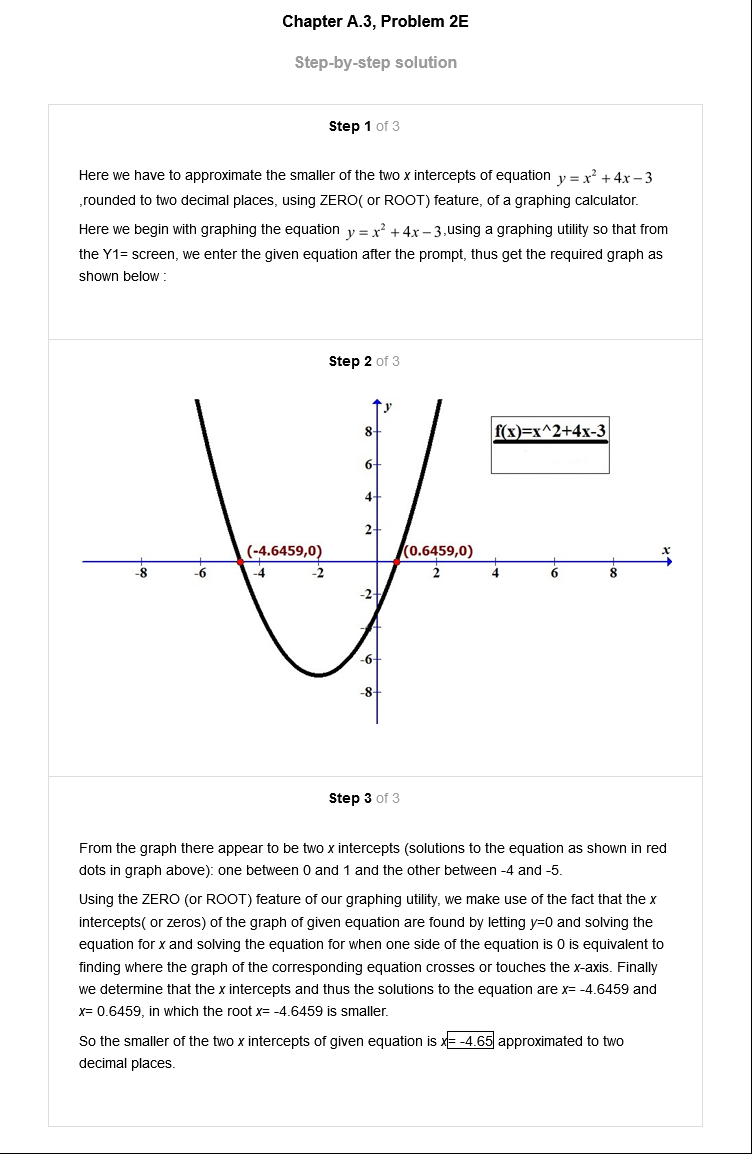 Chapter A.3, Problem 2E
Step-by-step solution
Step 1 of 3
Here we have to approximate the smaller of the two x intercepts of equation y = x² + 4x – 3
,rounded to two decimal places, using ZERO( or ROOT) feature, of a graphing calculator.
Here we begin with graphing the equation y = x² + 4x – 3,using a graphing utility so that from
the Y1= screen, we enter the given equation after the prompt, thus get the required graph as
shown below :
Step 2 of 3
y
f(x)=x^2+4x-3
8
6
4
2
(-4.6459,0) (0.6459,0) x
-8 -6 -4 -2 2 4 6 8
-2
-4
-6
-8
Step 3 of 3
From the graph there appear to be two x intercepts (solutions to the equation as shown in red
dots in graph above): one between 0 and 1 and the other between -4 and -5.
Using the ZERO (or ROOT) feature of our graphing utility, we make use of the fact that the x
intercepts( or zeros) of the graph of given equation are found by letting y=0 and solving the
equation for x and solving the equation for when one side of the equation is 0 is equivalent to
finding where the graph of the corresponding equation crosses or touches the x-axis. Finally
we determine that the x intercepts and thus the solutions to the equation are x= -4.6459 and
x= 0.6459, in which the root x= -4.6459 is smaller.
So the smaller of the two x intercepts of given equation is x= -4.65 approximated to two
decimal places.